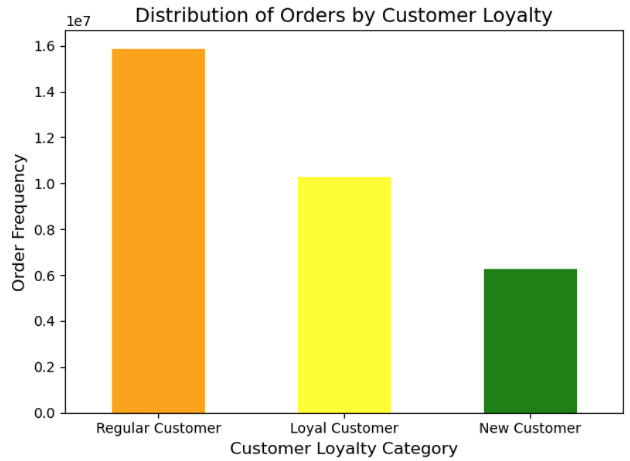 Distribution of Orders by Customer Loyalty
1e7
1.6
1.4
1.2
1.0
0.8
0.6
0.4
0.2
0.0
Order Frequency
Regular Customer Loyal Customer New Customer
Customer Loyalty Category